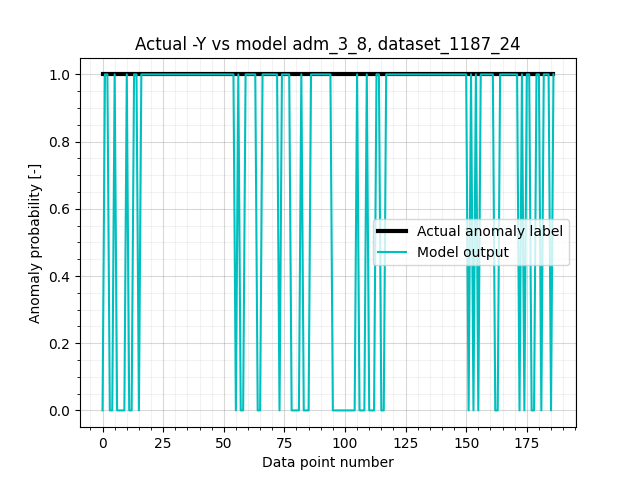 Actual -Y vs model adm_3_8, dataset_1187_24
1.0
0.8
0.6
0.4
0.2
0.0
Anomaly probability [-]
Actual anomaly label
Model output
0 25 50 75 100 125 150 175
Data point number